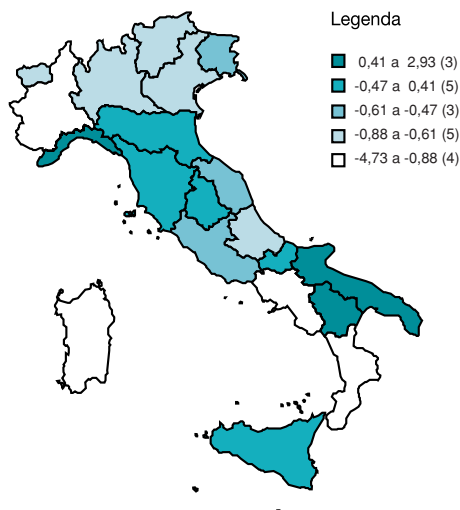 Legenda
0,41 a 2,93 (3)
-0,47 a 0,41 (5)
-0,61 a -0,47 (3)
-0,88 a -0,61 (5)
-4,73 a -0,88 (4)